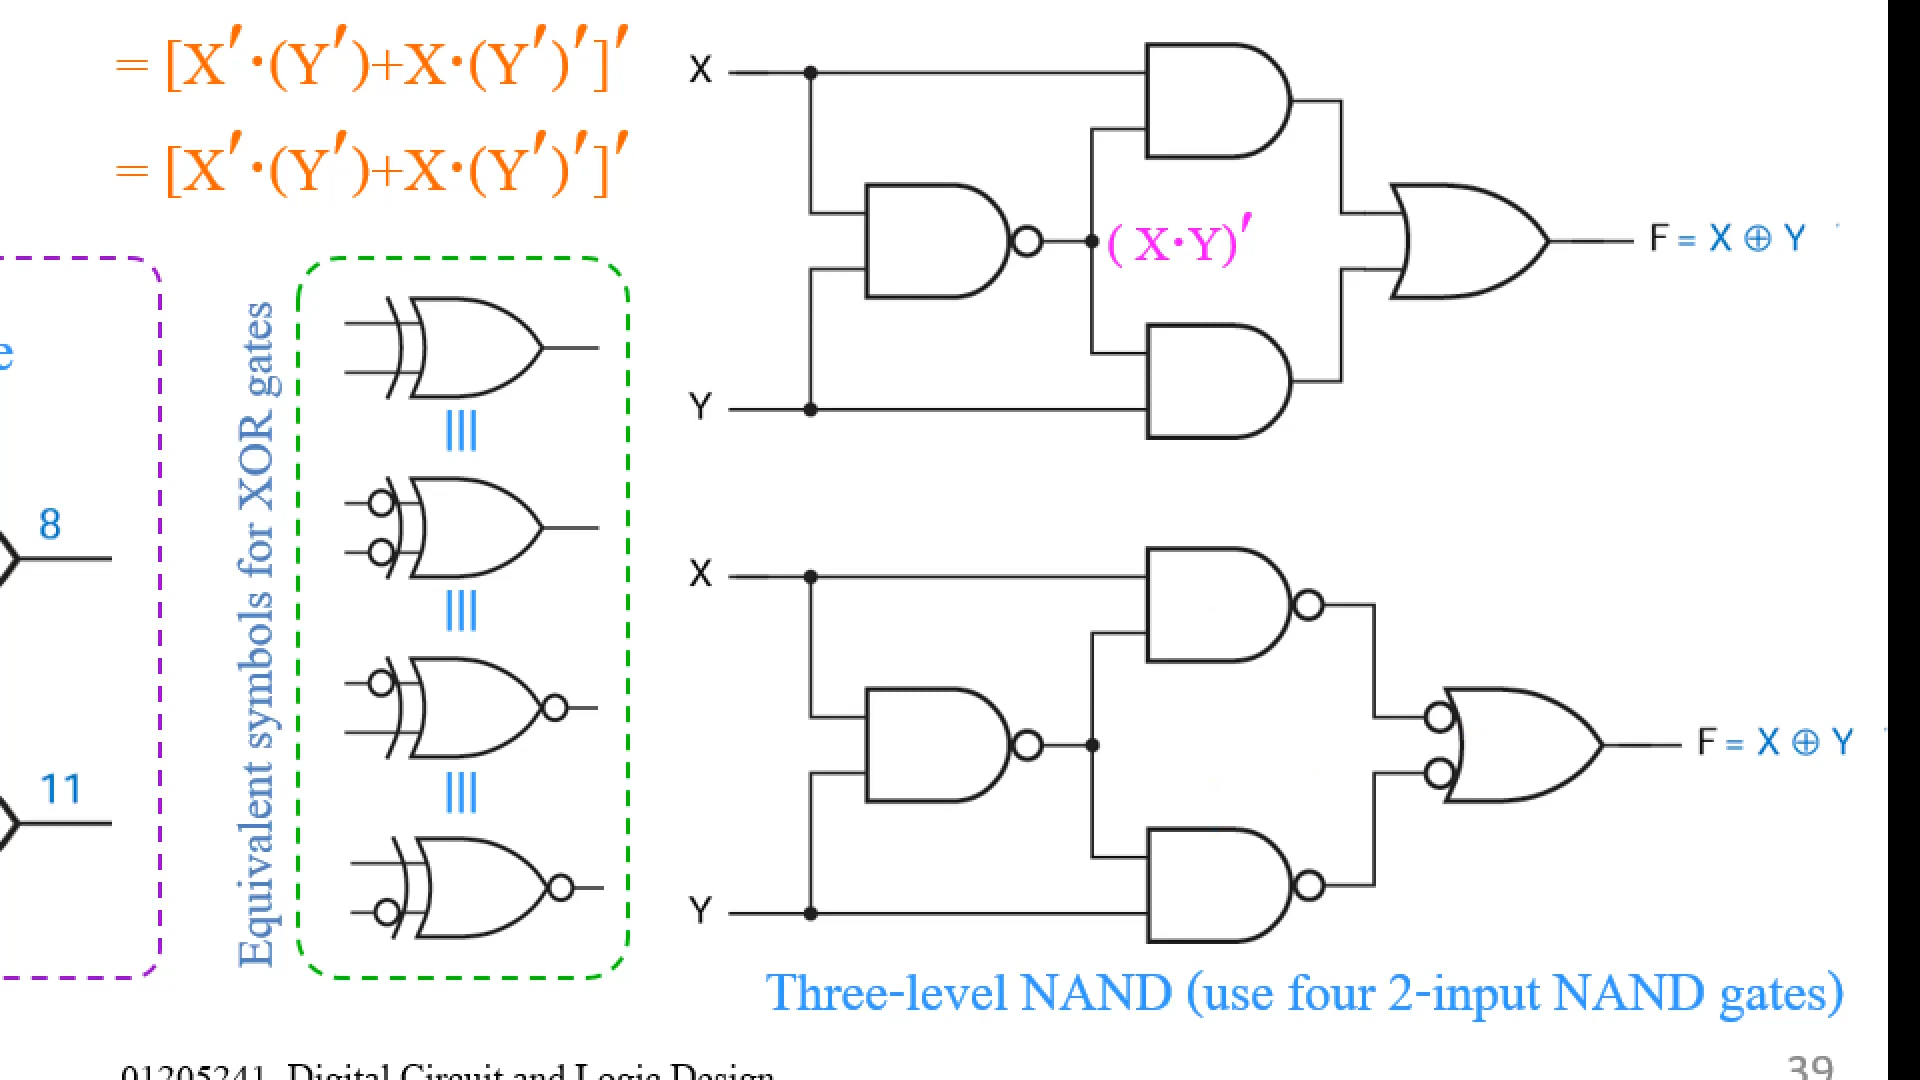 = [X′·(Y′)+X·(Y′)′]′
= [X′·(Y′)+X·(Y′)′]′
e
8
11
Equivalent symbols for XOR gates
X
(X·Y)′
F = X ⊕ Y
Y
X
F = X ⊕ Y
Y
Three-level NAND (use four 2-input NAND gates)
01205241 Digital Circuit and Logic Design
39